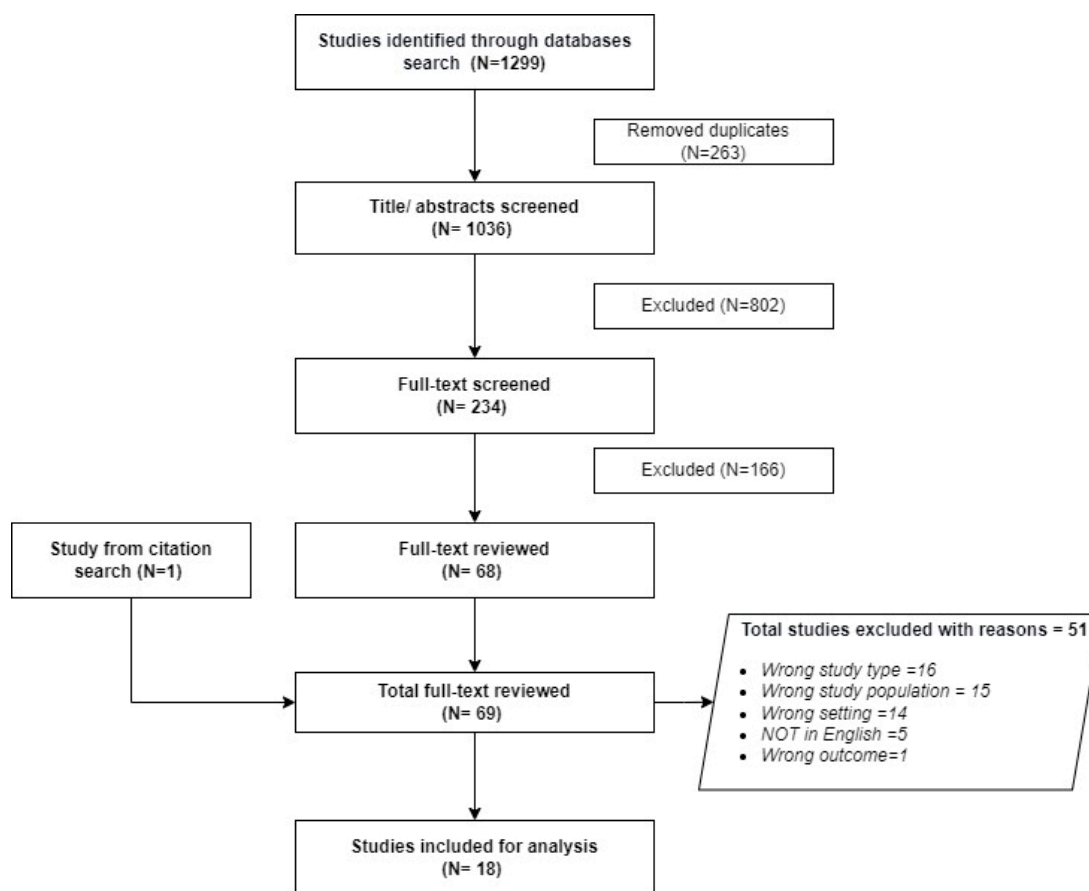 Studies identified through databases
search  (N=1299)
Removed duplicates
(N=263)
Title/ abstracts screened
(N= 1036)
Excluded (N=802)
Full-text screened
(N= 234)
Excluded (N=166)
Study from citation
search (N=1)
Full-text reviewed
(N= 68)
Total full-text reviewed
(N= 69)
Total studies excluded with reasons = 51
• Wrong study type =16
• Wrong study population = 15
• Wrong setting =14
• NOT in English =5
• Wrong outcome=1
Studies included for analysis
(N= 18)